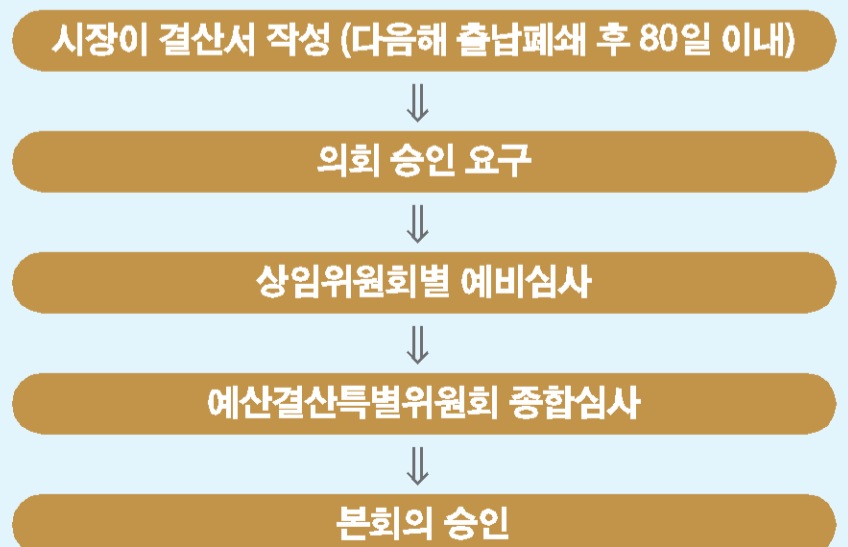 시장이 결산서 작성 (다음해 출납폐쇄 후 80일 이내)
⇓
의회 승인 요구
⇓
상임위원회별 예비심사
⇓
예산결산특별위원회 종합심사
⇓
본회의 승인